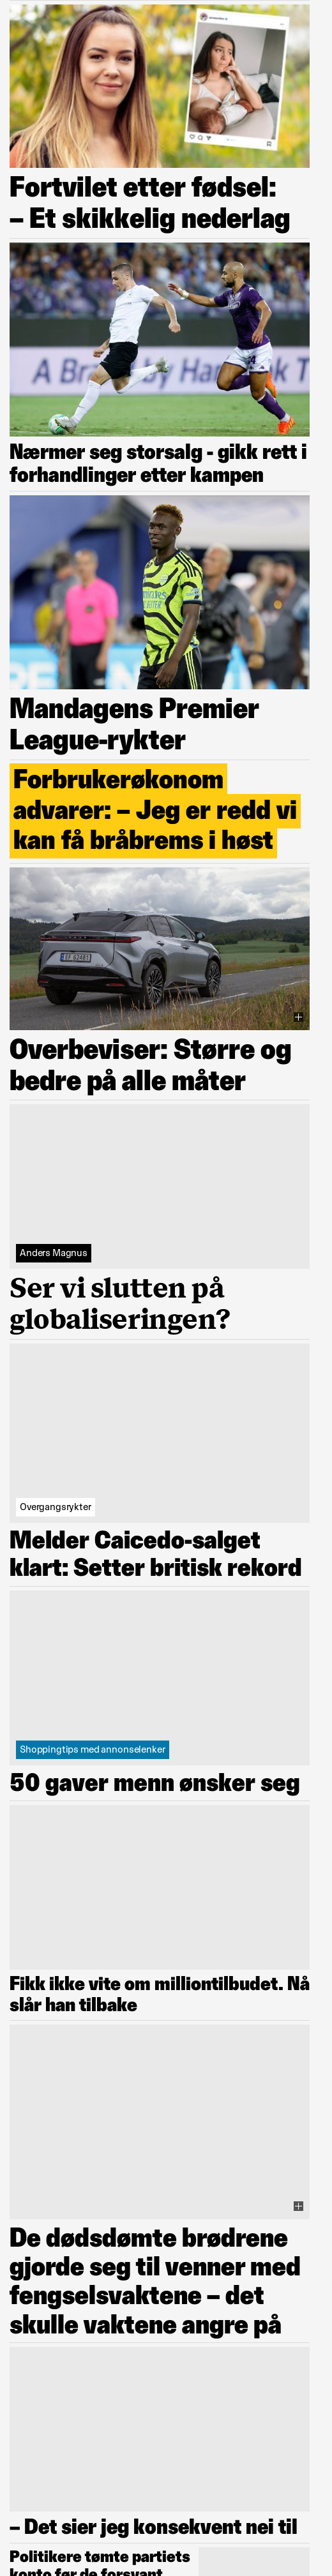 Fortvilet etter fødsel:
– Et skikkelig nederlag
A Br
Nærmer seg storsalg - gikk rett i
forhandlinger etter kampen
Mandagens Premier
League-rykter
Forbrukerøkonom
advarer: – Jeg er redd vi
kan få bråbrems i høst
Overbeviser: Større og
bedre på alle måter
Anders Magnus
Ser vi slutten på
globaliseringen?
Overgangsrykter
Melder Caicedo-salget
klart: Setter britisk rekord
Shoppingtips med annonselenker
50 gaver menn ønsker seg
Fikk ikke vite om milliontilbudet. Nå
slår han tilbake
De dødsdømte brødrene
gjorde seg til venner med
fengselsvaktene – det
skulle vaktene angre på
– Det sier jeg konsekvent nei til
Politikere tømte partiets
konto før de forsvant